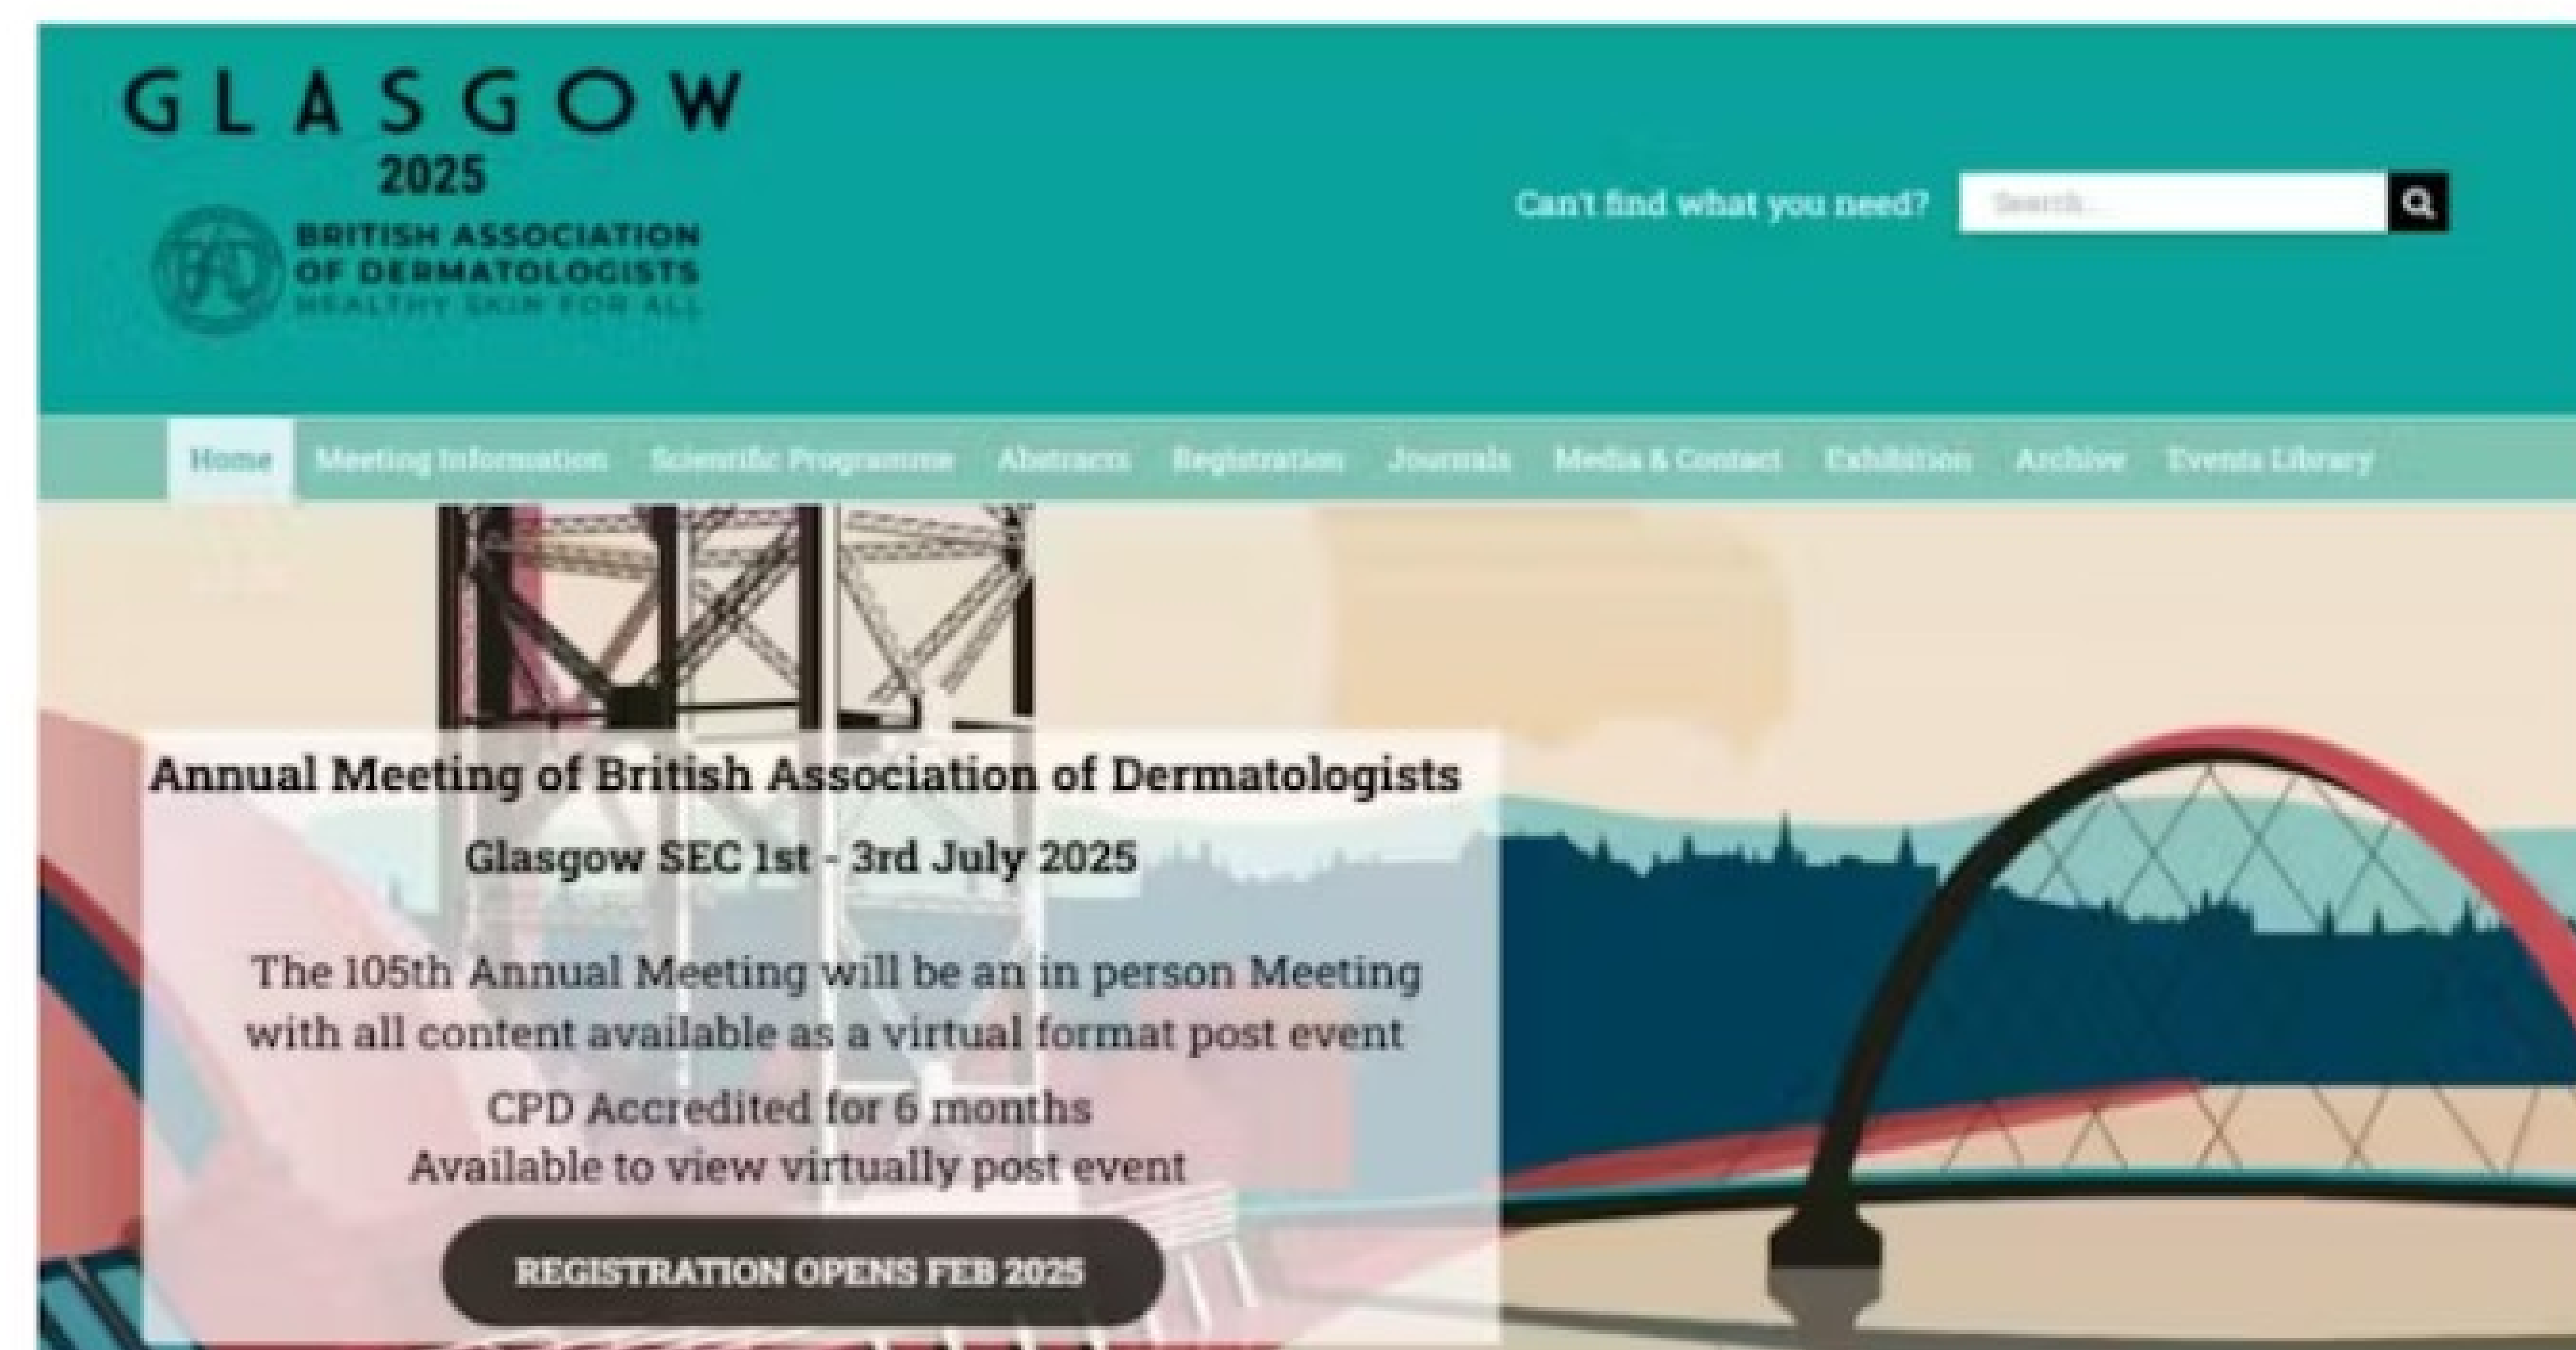 GLASGOW
2025
BRITISH ASSOCIATION
OF DERMATOLOGISTS
HEALTHY SKIN FOR ALL
Can't find what you need?
Search...
Home Meeting Information Scientific Programme Abstracts Registration Journals Media & Contact Exhibition Archive Events Library
Annual Meeting of British Association of Dermatologists
Glasgow SEC 1st - 3rd July 2025
The 105th Annual Meeting will be an in person Meeting
with all content available as a virtual format post event
CPD Accredited for 6 months
Available to view virtually post event
REGISTRATION OPENS FEB 2025